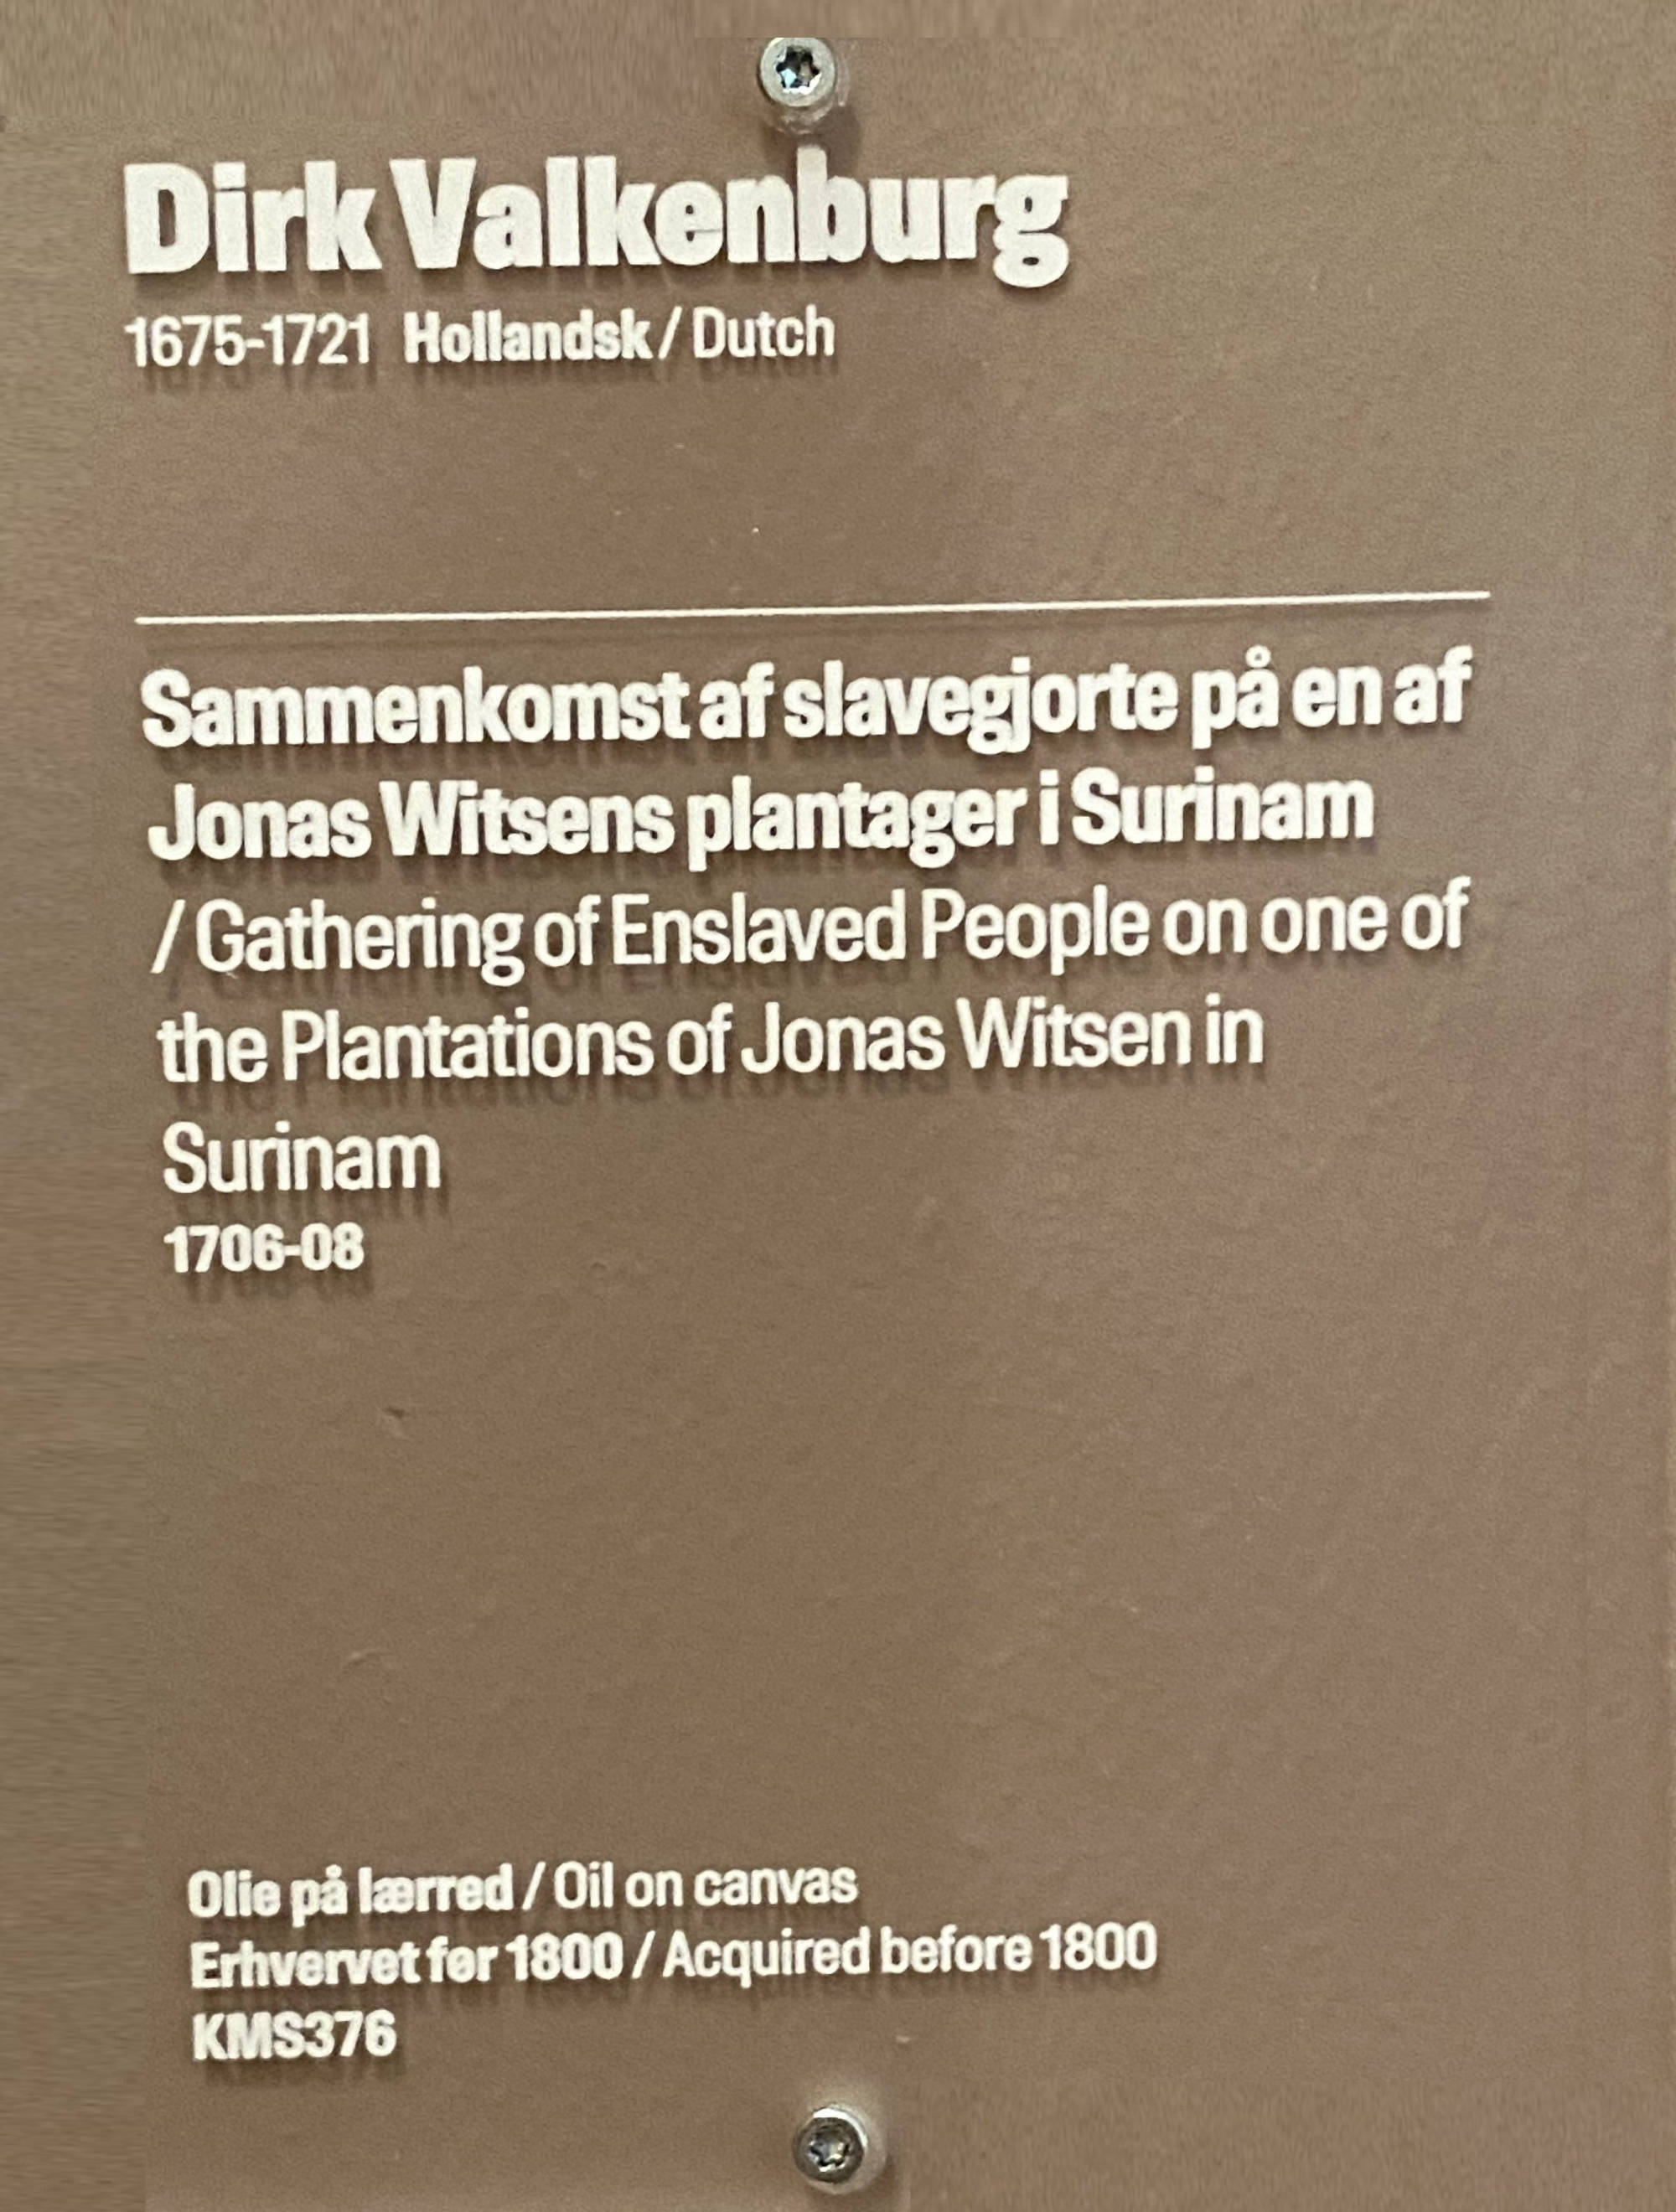 Dirk Valkenburg
1675-1721 Hollandsk / Dutch
Sammenkomst af slavegjorte på en af
Jonas Witsens plantager i Surinam
/ Gathering of Enslaved People on one of
the Plantations of Jonas Witsen in
Surinam
1706-08
Olie på lærred / Oil on canvas
Erhvervet før 1800 / Acquired before 1800
KMS376